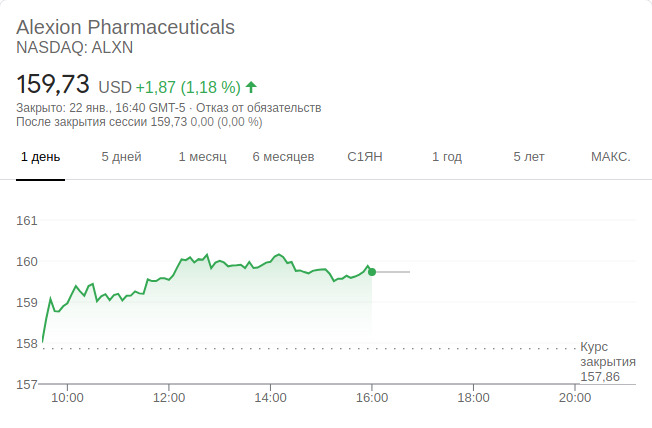 Alexion Pharmaceuticals
NASDAQ: ALXN
159,73 USD +1,87 (1,18 %)
Закрыто: 22 янв., 16:40 GMT-5 · Отказ от обязательств
После закрытия сессии 159,73 0,00 (0,00 %)
1 день 5 дней 1 месяц 6 месяцев С1ЯН 1 год 5 лет МАКС.
161
160
159
158
Курс
закрытия
157,86
157
10:00 12:00 14:00 16:00 18:00 20:00